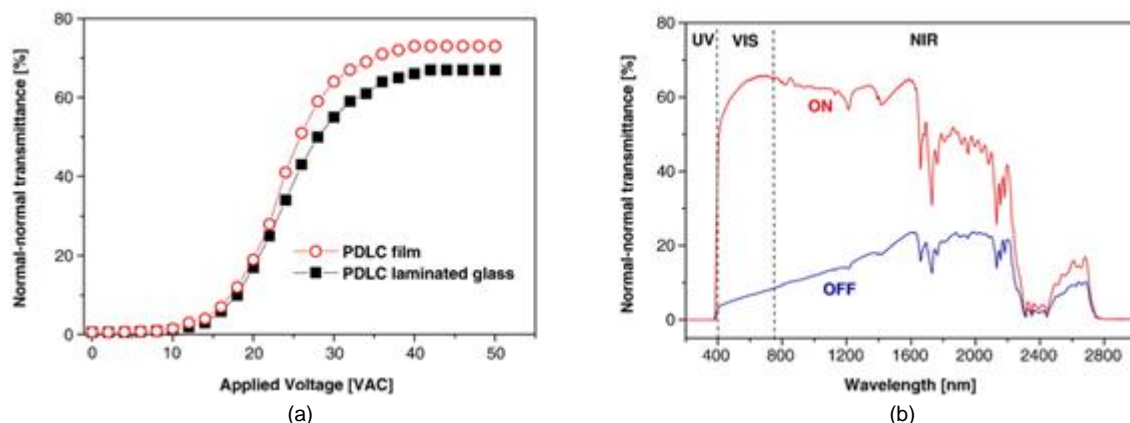 80
60
40
20
0
Normal-normal transmittance [%]
PDLC film
PDLC laminated glass
0 10 20 30 40 50
Applied Voltage [VAC]
(a)
80
60
40
20
0
Normal-normal transmittance [%]
UV VIS NIR
ON
OFF
400 800 1200 1600 2000 2400 2800
Wavelength [nm]
(b)